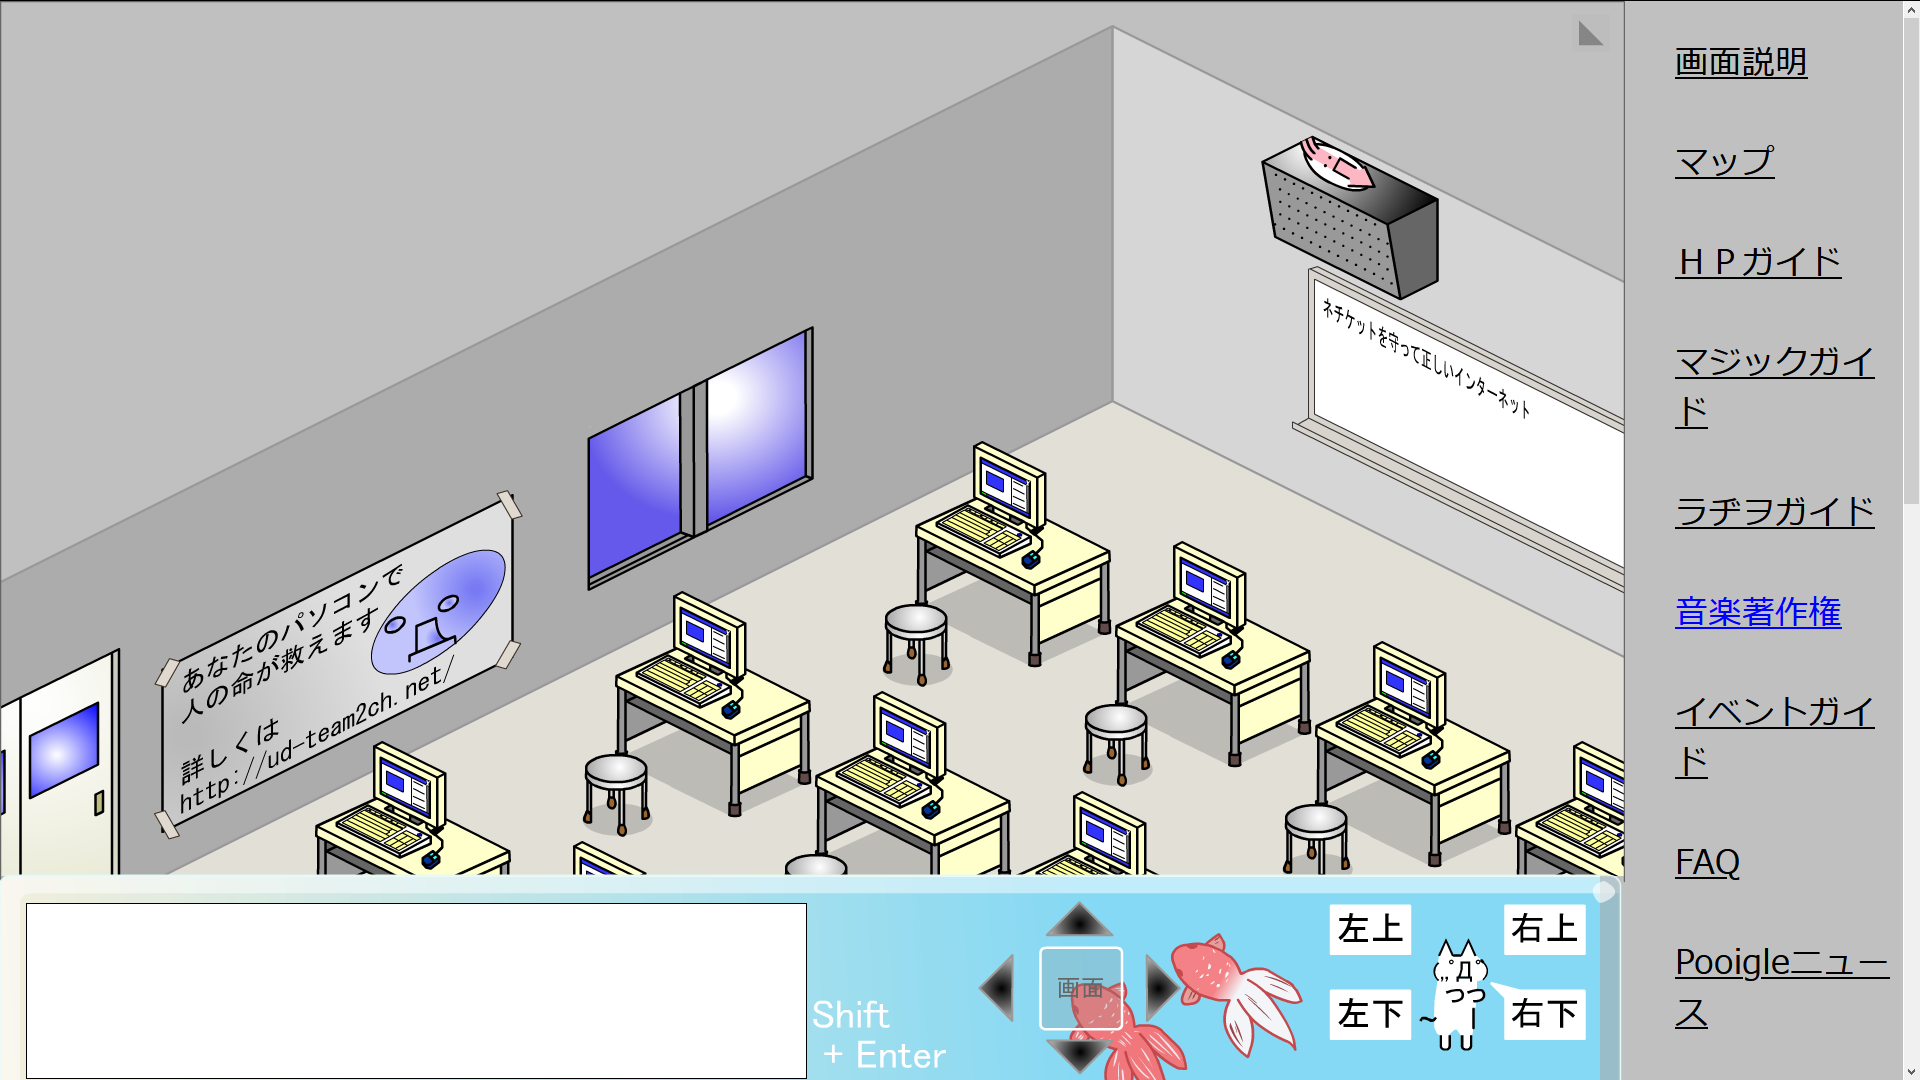 ネチケットを守って正しいインターネット
あなたのパソコンで
人の命が救えます
詳しくは
http://ud-team2ch.net/
画面説明
マップ
ＨＰガイド
マジックガイ
ド
ラヂヲガイド
音楽著作権
イベントガイ
ド
FAQ
Pooigleニュー
ス
Shift
+ Enter
画面
左上
右上
左下
右下